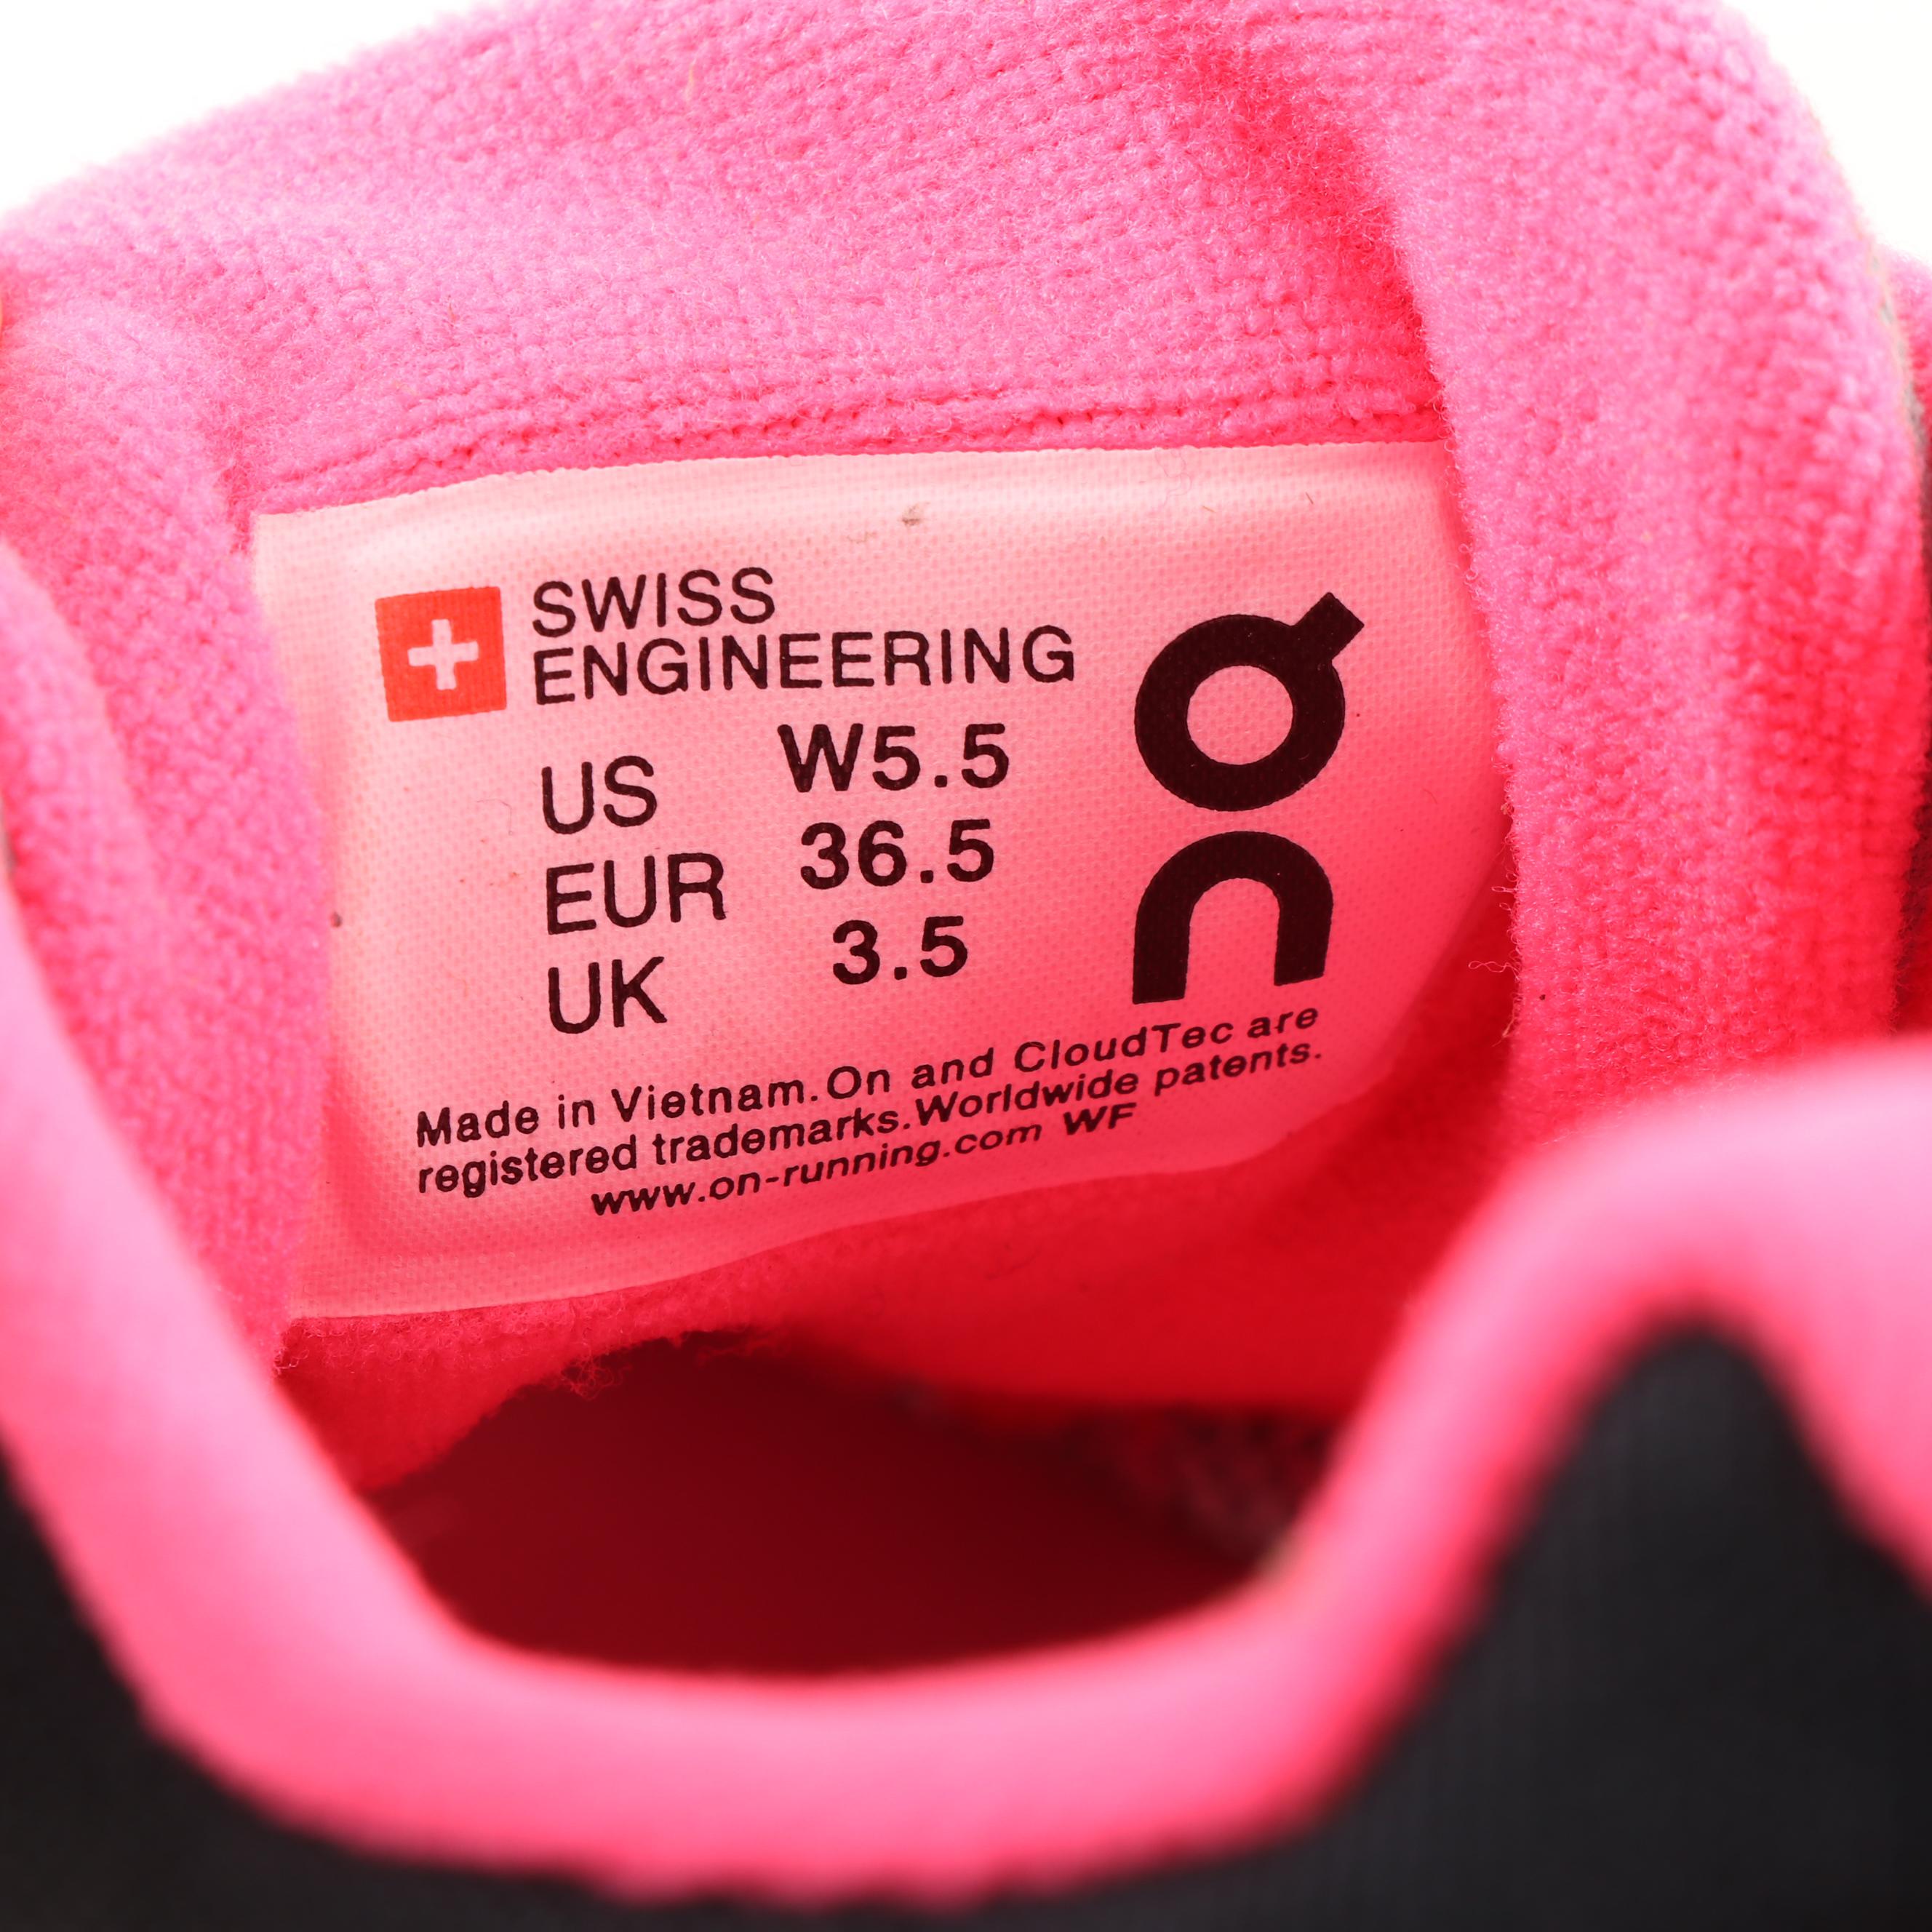 SWISS
ENGINEERING
US W5.5
EUR 36.5
UK 3.5
On
Made in Vietnam.On and CloudTec are
registered trademarks.Worldwide patents.
www.on-running.com WF